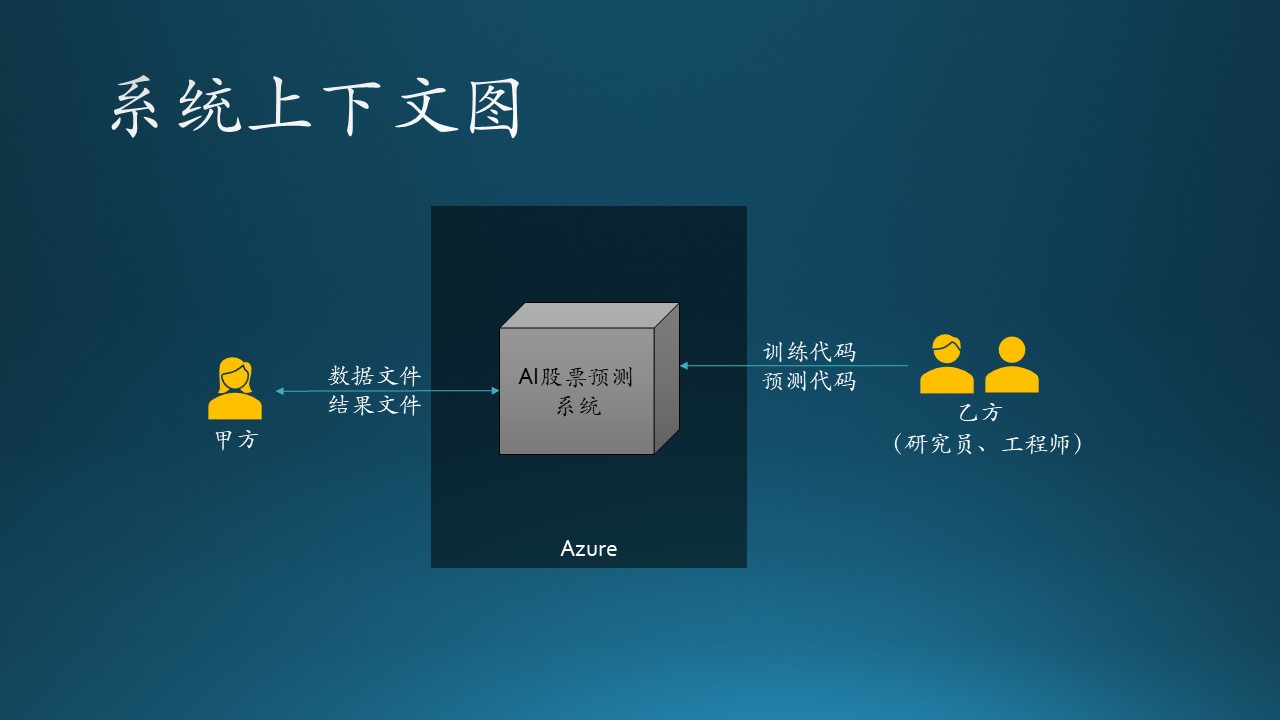 系统上下文图
数据文件
结果文件
甲方
AI股票预测
系统
Azure
训练代码
预测代码
乙方
（研究员、工程师）